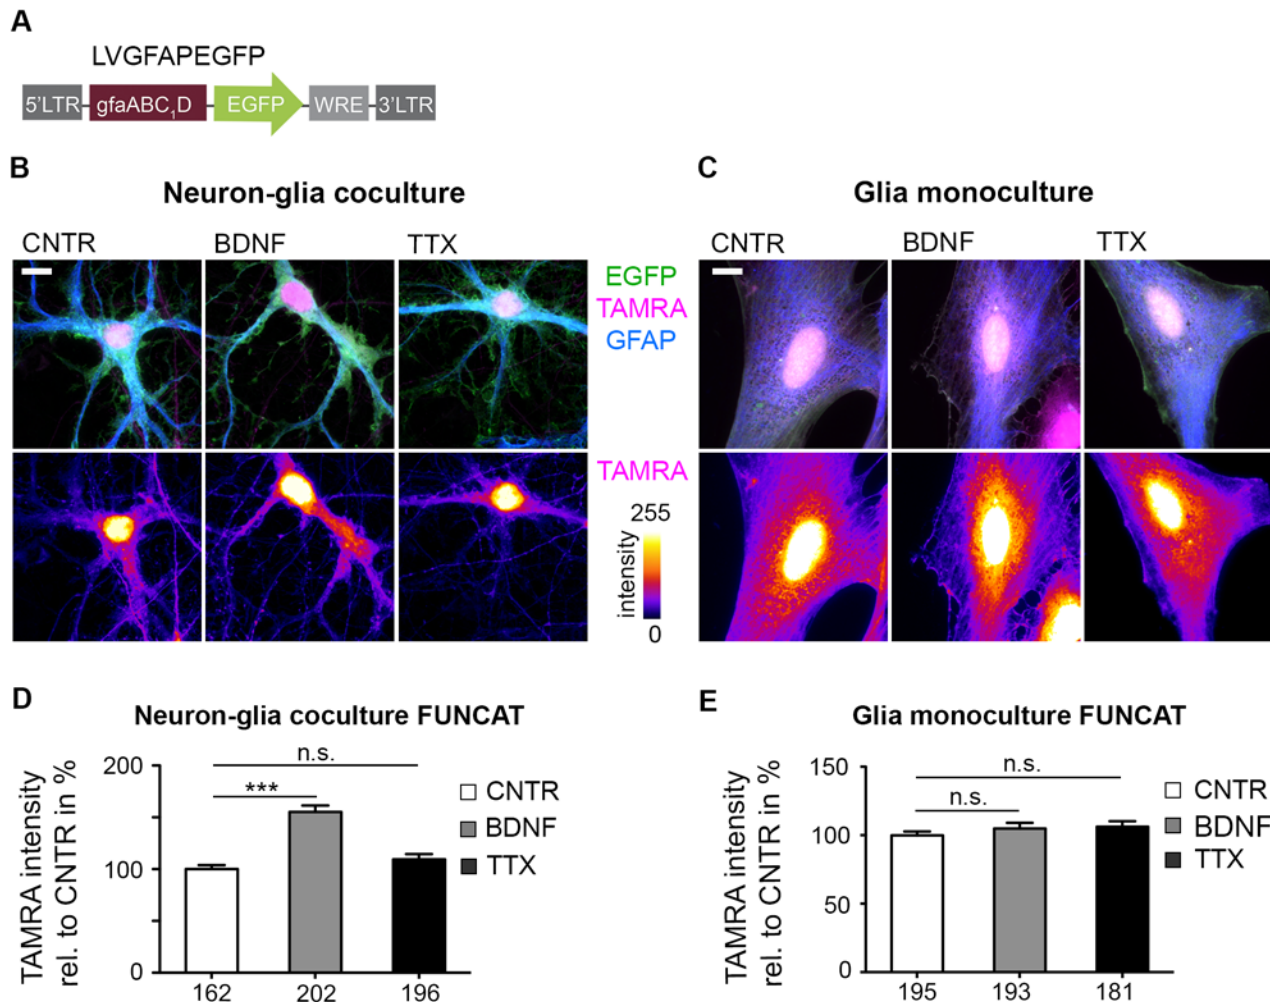 A
LVGFAPEGFP
5'LTR gfaABC₁D EGFP WRE 3'LTR
B
Neuron-glia coculture
CNTR BDNF TTX
EGFP
TAMRA
GFAP
TAMRA
255
intensity
0
C
Glia monoculture
CNTR BDNF TTX
D
Neuron-glia coculture FUNCAT
TAMRA intensity
rel. to CNTR in %
200
100
0
n.s.
***
CNTR
BDNF
TTX
162 202 196
E
Glia monoculture FUNCAT
TAMRA intensity
rel. to CNTR in %
150
100
50
0
n.s.
n.s.
CNTR
BDNF
TTX
195 193 181